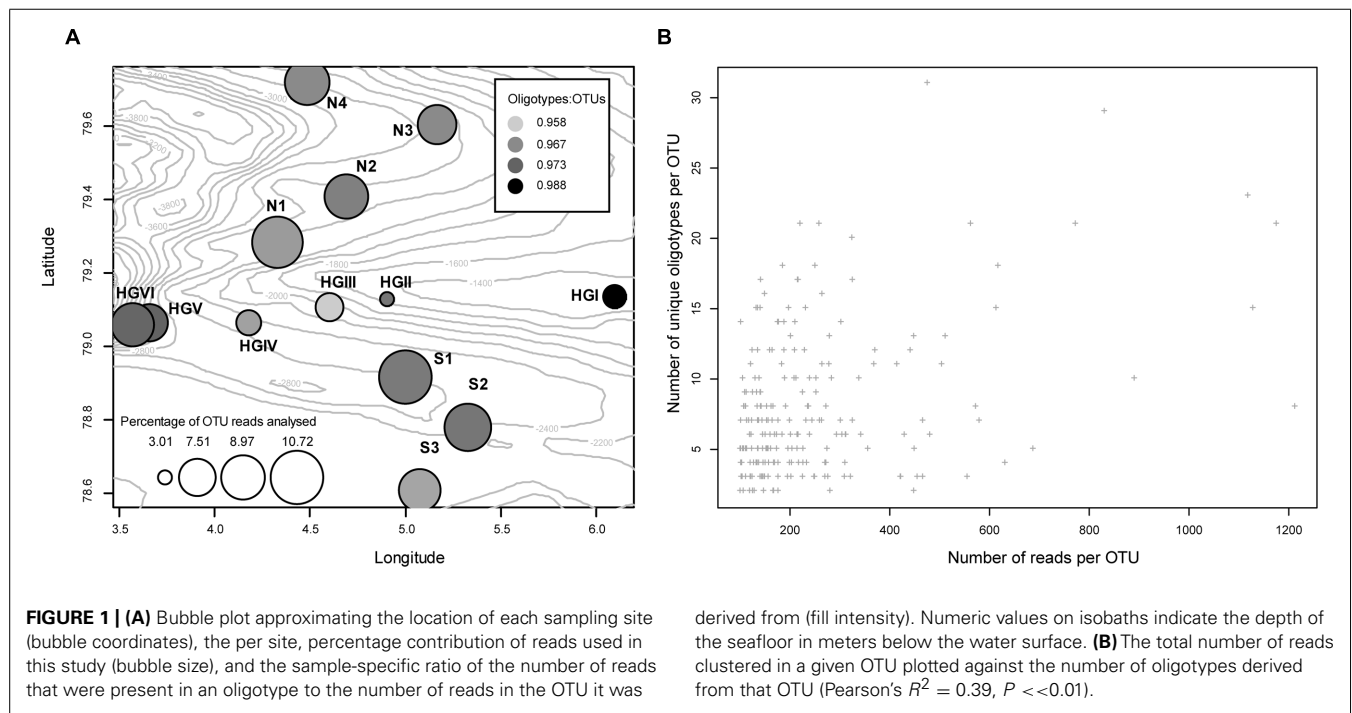 A
B
-3400
-3000
-3800
-3200
-3800
-3600
-1800
-1600
-2000
-1400
-2800
-2800
-2400
-2200
N4
N3
N2
N1
HGVI
HGV
HGIV
HGIII
HGII
HGI
S1
S2
S3
Oligotypes:OTUs
0.958
0.967
0.973
0.988
Percentage of OTU reads analysed
3.01 7.51 8.97 10.72
Latitude
79.6
79.4
79.2
79.0
78.8
78.6
3.5 4.0 4.5 5.0 5.5 6.0
Longitude
Number of unique oligotypes per OTU
30
25
20
15
10
5
200 400 600 800 1000 1200
Number of reads per OTU
FIGURE 1 | (A) Bubble plot approximating the location of each sampling site
(bubble coordinates), the per site, percentage contribution of reads used in
this study (bubble size), and the sample-specific ratio of the number of reads
that were present in an oligotype to the number of reads in the OTU it was
derived from (fill intensity). Numeric values on isobaths indicate the depth of
the seafloor in meters below the water surface. (B) The total number of reads
clustered in a given OTU plotted against the number of oligotypes derived
from that OTU (Pearson's R² = 0.39, P <<0.01).